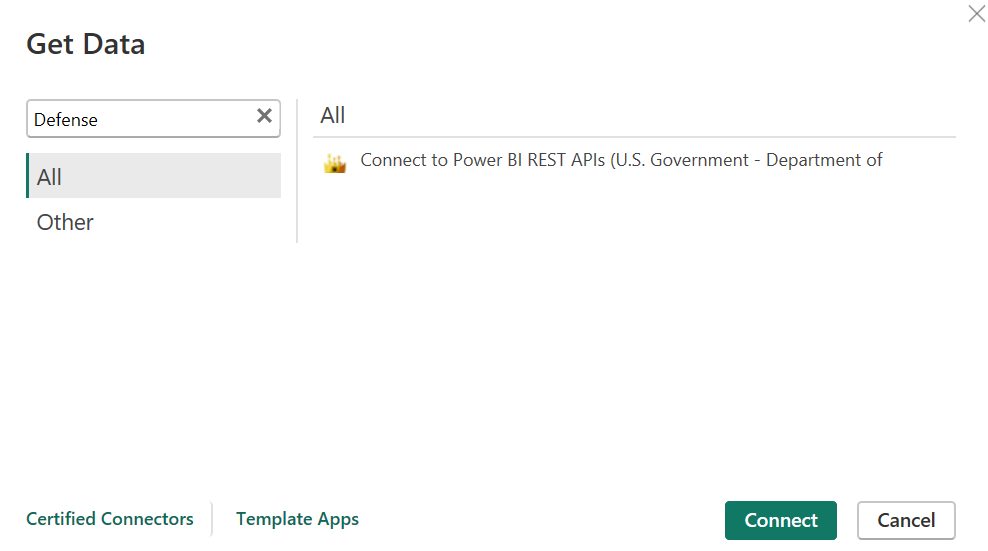 Get Data
Defense
All
Other
All
Connect to Power BI REST APIs (U.S. Government - Department of
Certified Connectors
Template Apps
Connect
Cancel